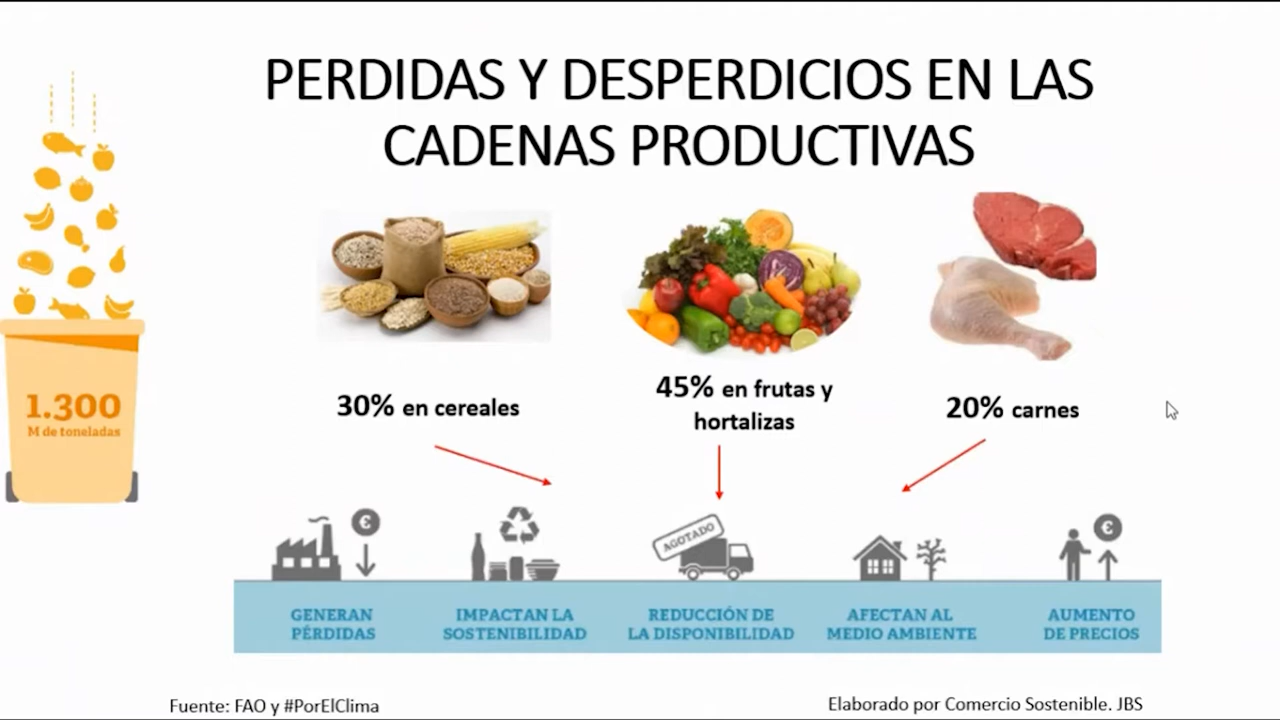 PERDIDAS Y DESPERDICIOS EN LAS
CADENAS PRODUCTIVAS
1.300
M de toneladas
30% en cereales
45% en frutas y
hortalizas
20% carnes
€
AGOTADO
€
GENERAN
PÉRDIDAS
IMPACTAN LA
SOSTENIBILIDAD
REDUCCIÓN DE
LA DISPONIBILIDAD
AFECTAN AL
MEDIO AMBIENTE
AUMENTO
DE PRECIOS
Fuente: FAO y #PorElClima
Elaborado por Comercio Sostenible. JBS